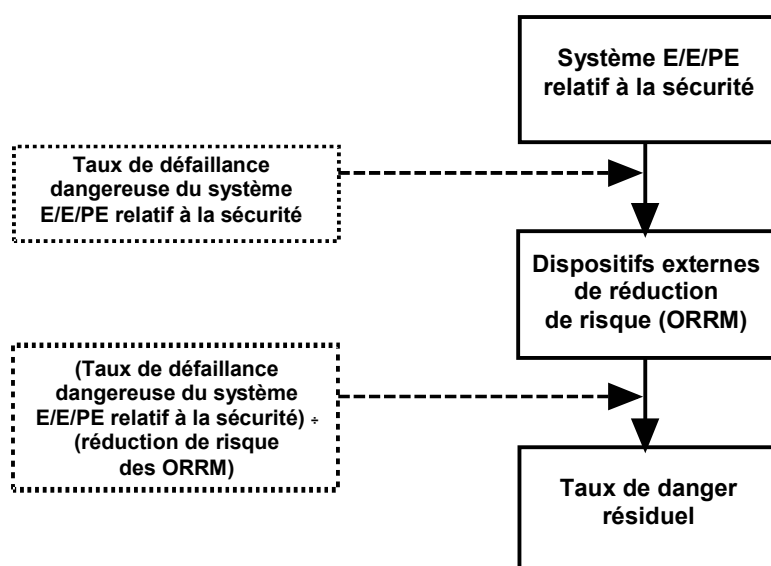 Système E/E/PE
relatif à la sécurité
Taux de défaillance
dangereuse du système
E/E/PE relatif à la sécurité
Dispositifs externes
de réduction
de risque (ORRM)
(Taux de défaillance
dangereuse du système
E/E/PE relatif à la sécurité) ÷
(réduction de risque
des ORRM)
Taux de danger
résiduel